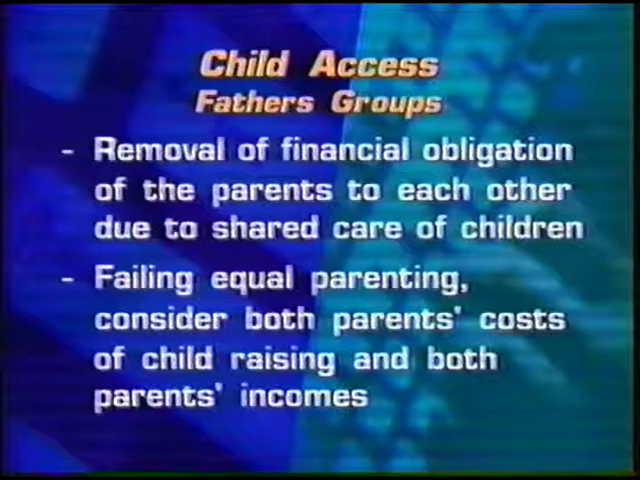 Child Access
Fathers Groups
- Removal of financial obligation
of the parents to each other
due to shared care of children
- Failing equal parenting,
consider both parents' costs
of child raising and both
parents' incomes